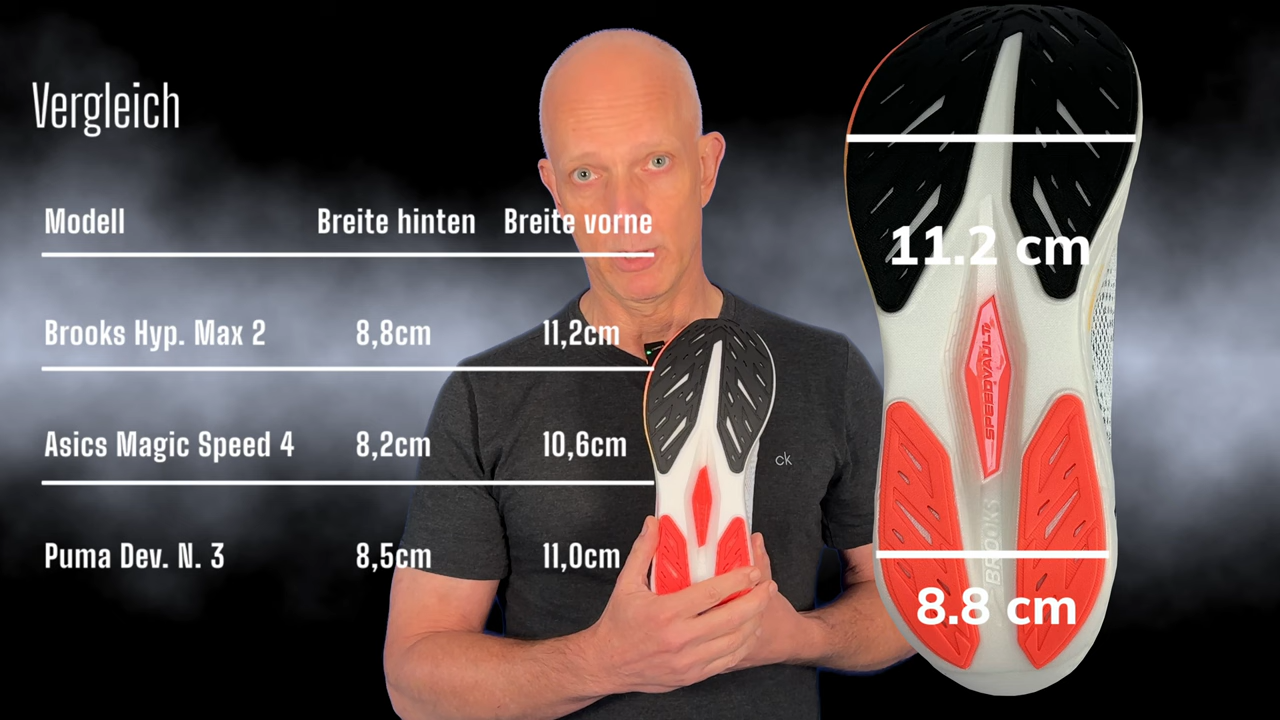 Vergleich
Modell Breite hinten Breite vorne
Brooks Hyp. Max 2 8,8cm 11,2cm
Asics Magic Speed 4 8,2cm 10,6cm
Puma Dev. N. 3 8,5cm 11,0cm
ck
11.2 cm
SPEEDVAULT
BROOKS
8.8 cm